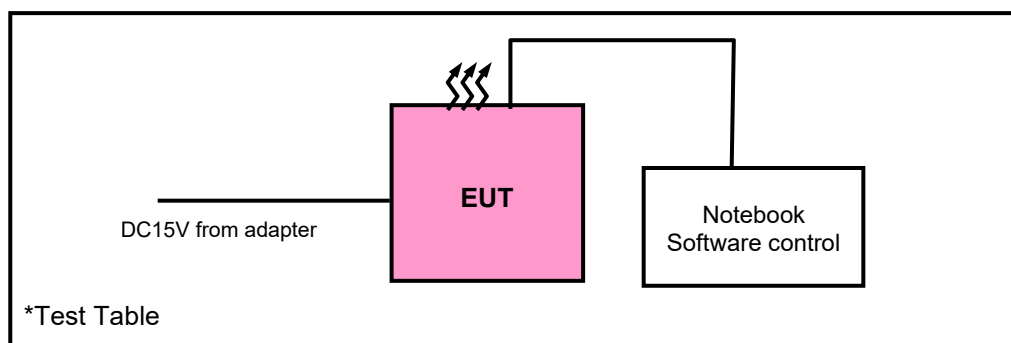 EUT
DC15V from adapter
Notebook
Software control
*Test Table